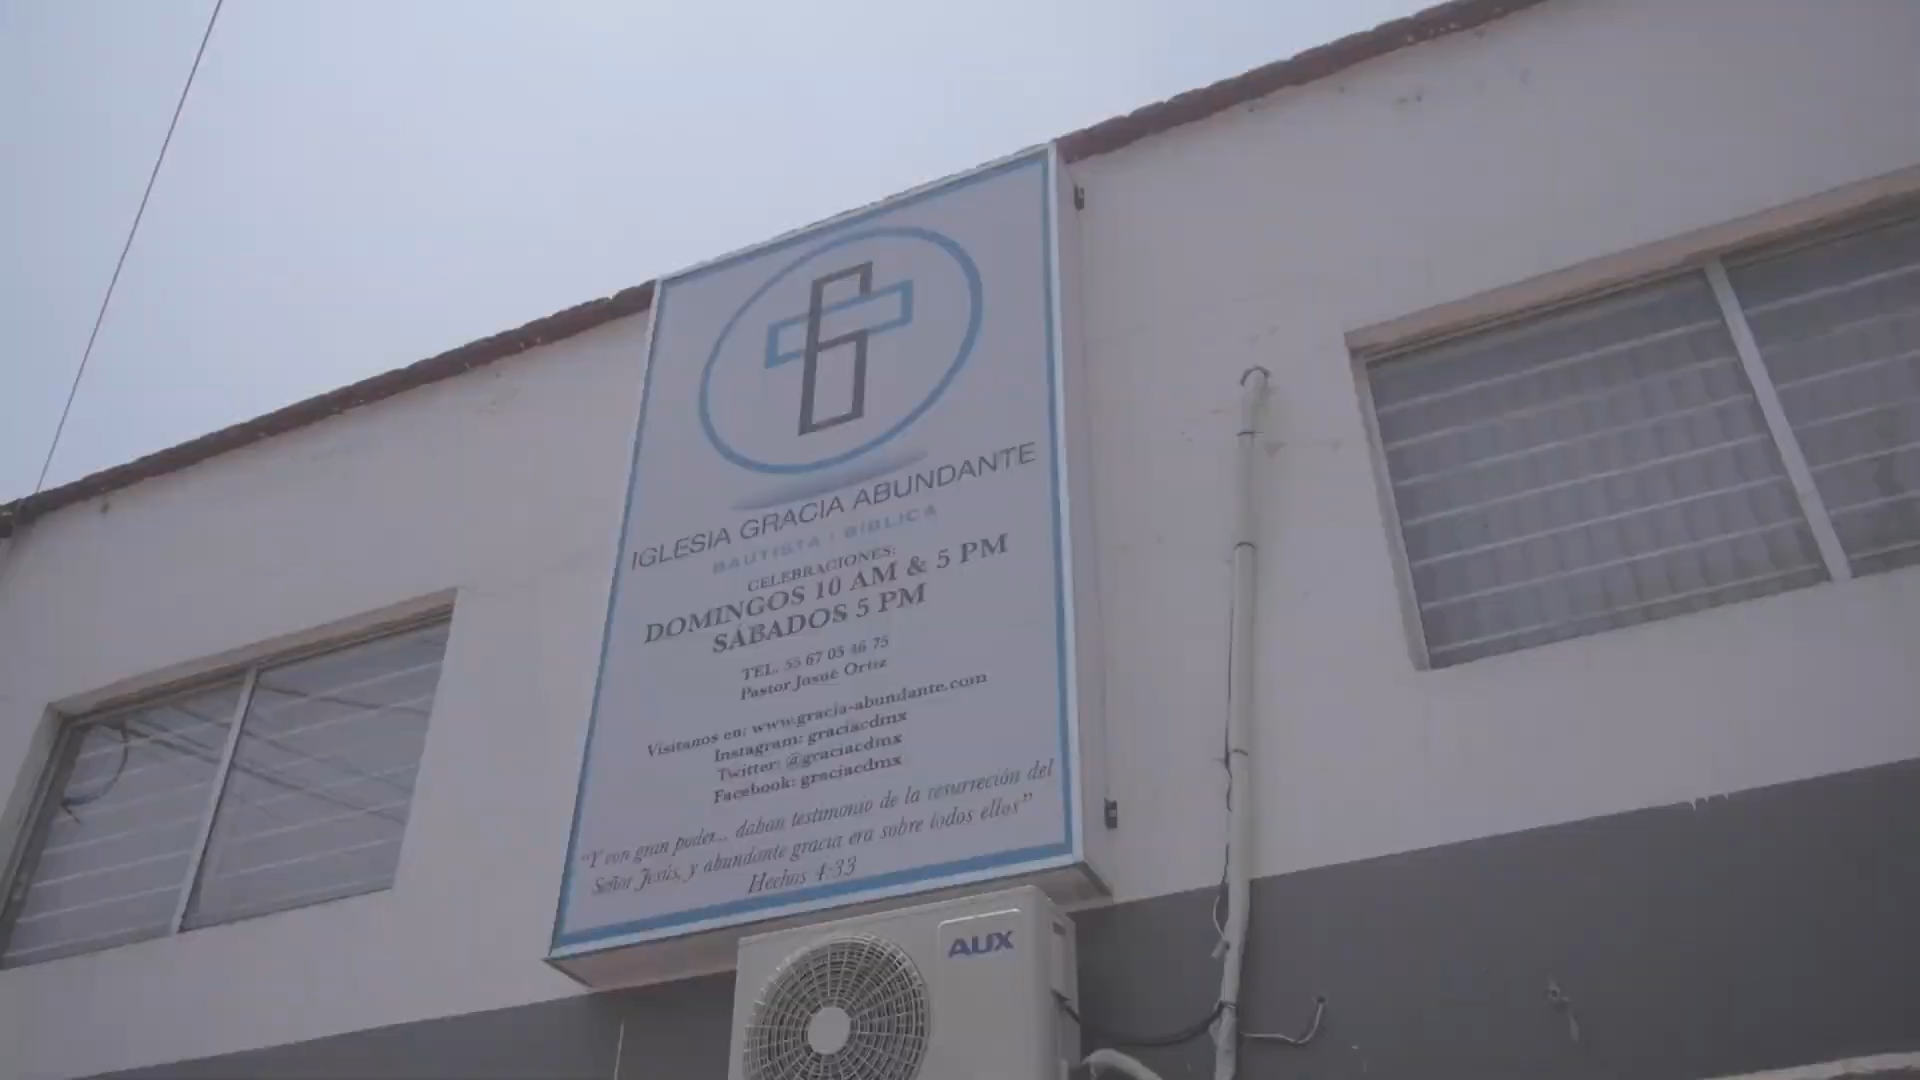 IGLESIA GRACIA ABUNDANTE
BAUTISTA | BÍBLICA
CELEBRACIONES:
DOMINGOS 10 AM & 5 PM
SÁBADOS 5 PM
TEL. 55 67 05 46 75
Pastor Josué Ortiz
Visítanos en: www.gracia-abundante.com
Instagram: graciacdmx
Twitter: @graciacdmx
Facebook: graciacdmx
"Y con gran poder... daban testimonio de la resurreción del
Señor Jesús, y abundante gracia era sobre todos ellos"
Hechos 4:33
AUX